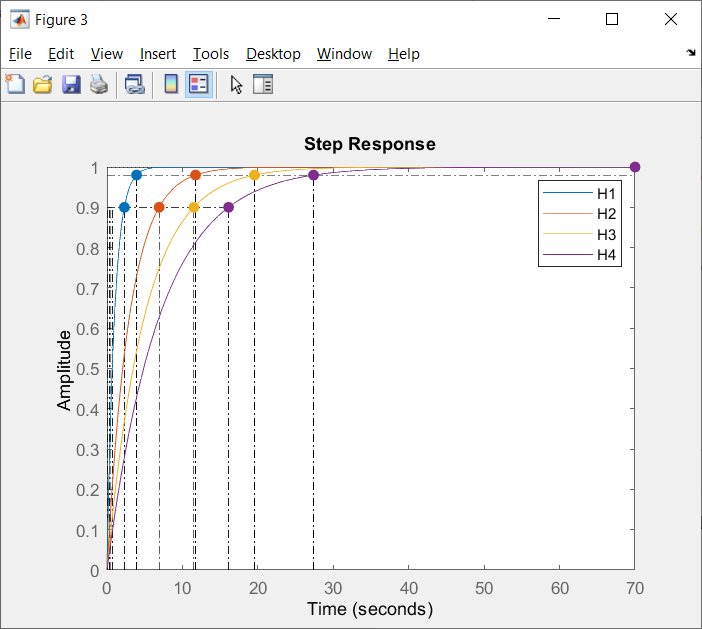 Figure 3
File Edit View Insert Tools Desktop Window Help
Step Response
Amplitude
1
0.9
0.8
0.7
0.6
0.5
0.4
0.3
0.2
0.1
0
H1
H2
H3
H4
0 10 20 30 40 50 60 70
Time (seconds)